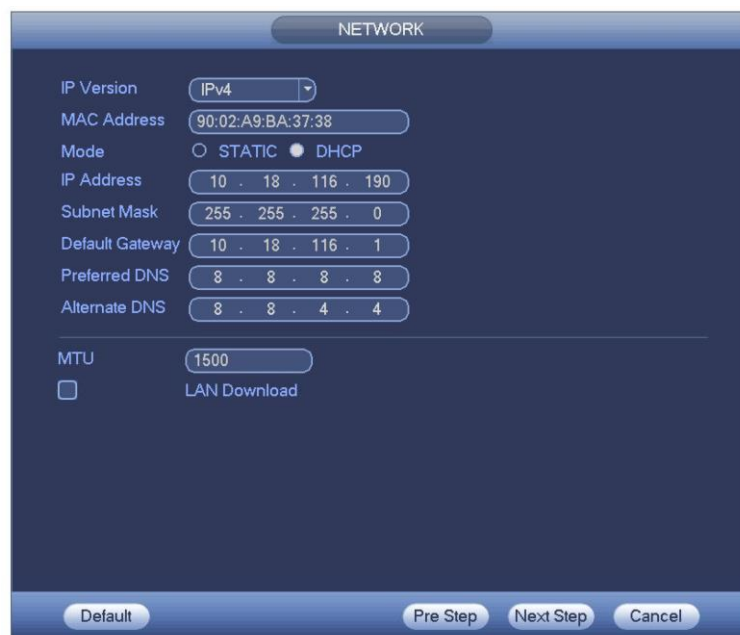 NETWORK
IP Version IPv4
MAC Address 90:02:A9:BA:37:38
Mode STATIC DHCP
IP Address 10 . 18 . 116 . 190
Subnet Mask 255 . 255 . 255 . 0
Default Gateway 10 . 18 . 116 . 1
Preferred DNS 8 . 8 . 8 . 8
Alternate DNS 8 . 8 . 4 . 4
MTU 1500
LAN Download
Default Pre Step Next Step Cancel